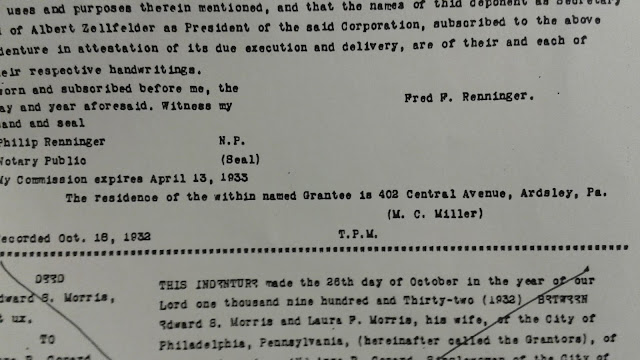 uses and purposes therein mentioned, and that the names of thid deponent as Secretary
of Albert Zellfelder as President of the said Corporation, subscribed to the above
denture in attestation of its due execution and delivery, are of their and each of
eir respective handwritings.
orn and subscribed before me, the
ay and year aforesaid. Witness my
and and seal
Fred F. Renninger.
Philip Renninger N.P.
Notary Public (Seal)
My Commission expires April 13, 1933
The residence of the within named Grantee is 402 Central Avenue, Ardsley, Pa.
(M. C. Miller)
ecorded Oct. 18, 1932 T.P.M.
DEED THIS INDENTURE made the 26th day of October in the year of our
dward S. Morris, Lord one thousand nine hundred and Thirty-two (1932) BETWEEN
t ux. Edward S. Morris and Laura F. Morris, his wife, of the City of
TO Philadelphia, Pennsylvania, (hereinafter called the Grantors), of